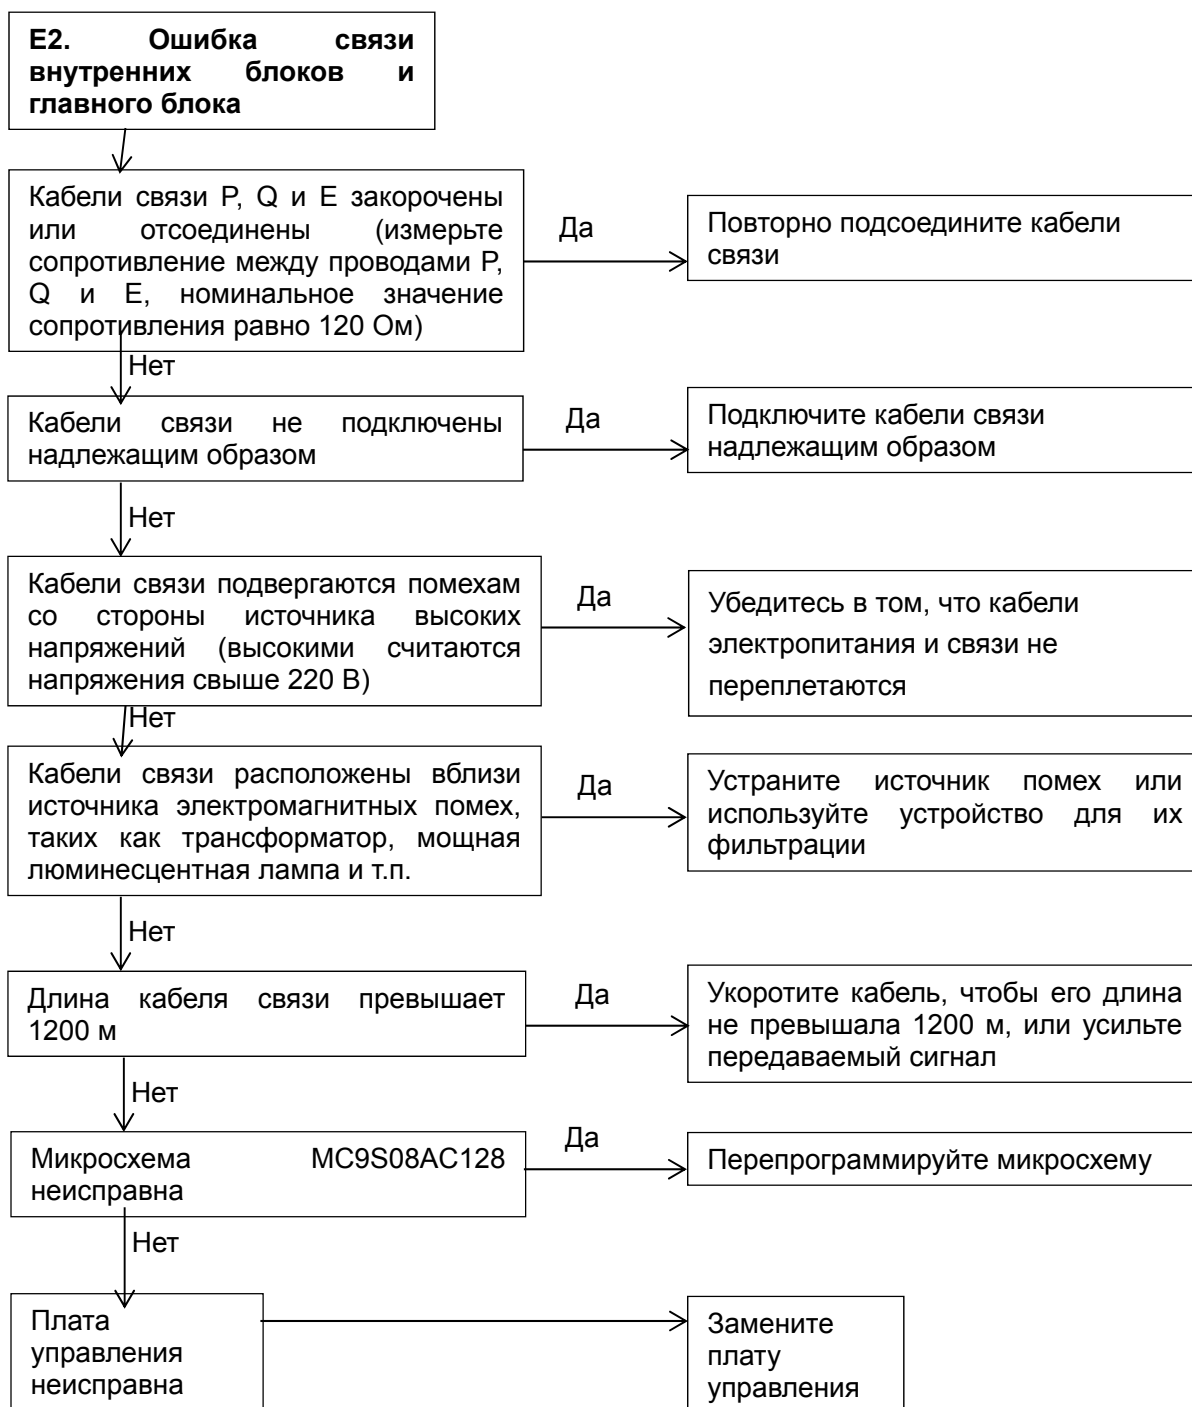 E2. Ошибка связи
внутренних блоков и
главного блока
Кабели связи P, Q и E закорочены
или отсоединены (измерьте
сопротивление между проводами P,
Q и E, номинальное значение
сопротивления равно 120 Ом)
Да
Повторно подсоедините кабели
связи
Нет
Кабели связи не подключены
надлежащим образом
Да
Подключите кабели связи
надлежащим образом
Нет
Кабели связи подвергаются помехам
со стороны источника высоких
напряжений (высокими считаются
напряжения свыше 220 В)
Да
Убедитесь в том, что кабели
электропитания и связи не
переплетаются
Нет
Кабели связи расположены вблизи
источника электромагнитных помех,
таких как трансформатор, мощная
люминесцентная лампа и т.п.
Да
Устраните источник помех или
используйте устройство для их
фильтрации
Нет
Длина кабеля связи превышает
1200 м
Да
Укоротите кабель, чтобы его длина
не превышала 1200 м, или усильте
передаваемый сигнал
Нет
Микросхема MC9S08AC128
неисправна
Да
Перепрограммируйте микросхему
Нет
Плата
управления
неисправна
Замените
плату
управления